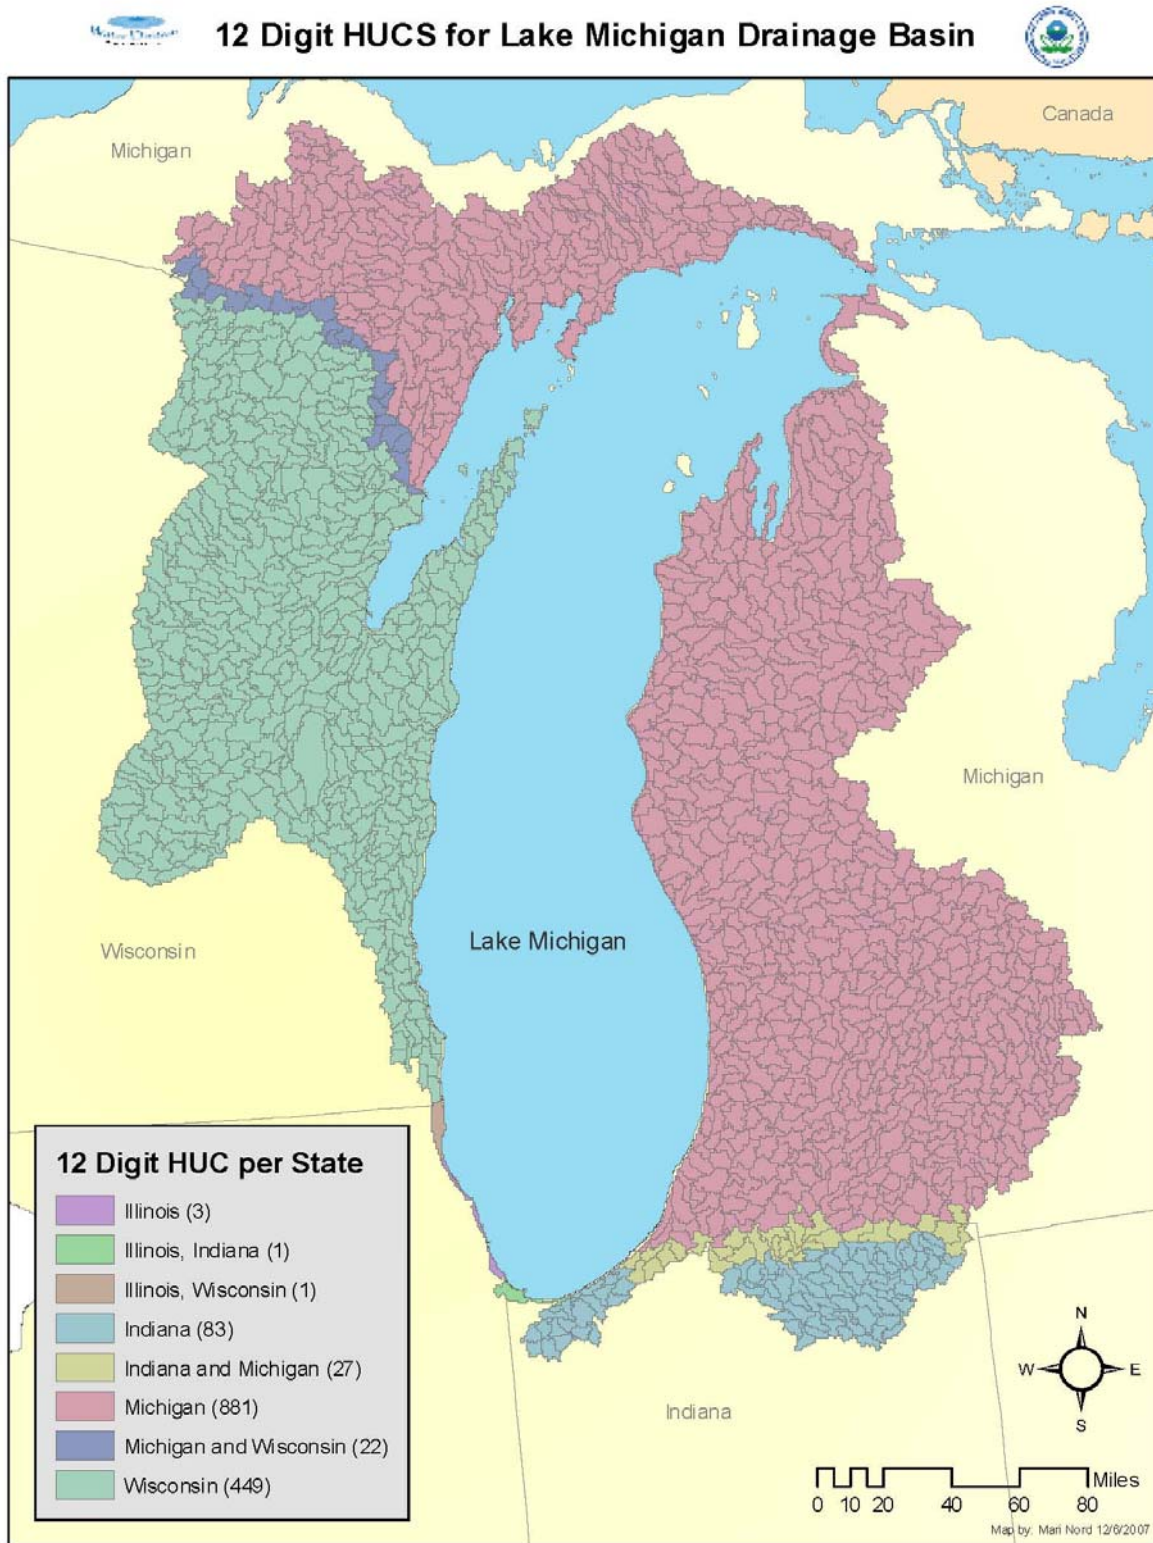 12 Digit HUCS for Lake Michigan Drainage Basin
Canada
Michigan
Michigan
Wisconsin
Lake Michigan
12 Digit HUC per State
Illinois (3)
Illinois, Indiana (1)
Illinois, Wisconsin (1)
Indiana (83)
Indiana and Michigan (27)
Michigan (881)
Michigan and Wisconsin (22)
Wisconsin (449)
Indiana
N
W E
S
Miles
0 10 20 40 60 80
Map by: Mari Nord 12/6/2007